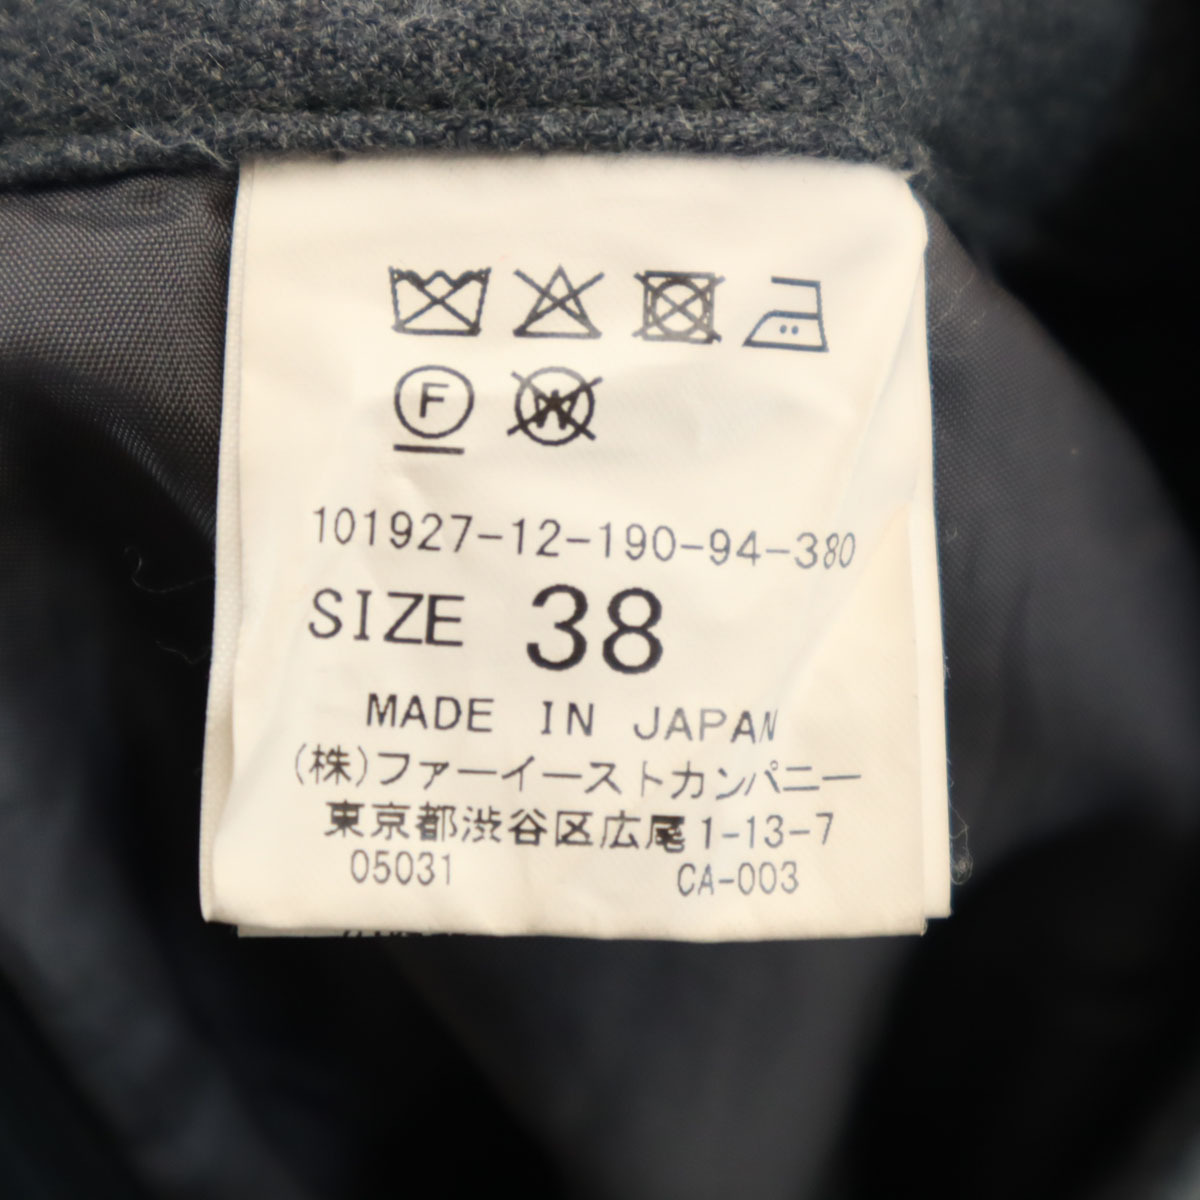 F W
101927-12-190-94-380
SIZE 38
MADE IN JAPAN
(株)ファーイーストカンパニー
東京都渋谷区広尾1-13-7
05031 CA-003